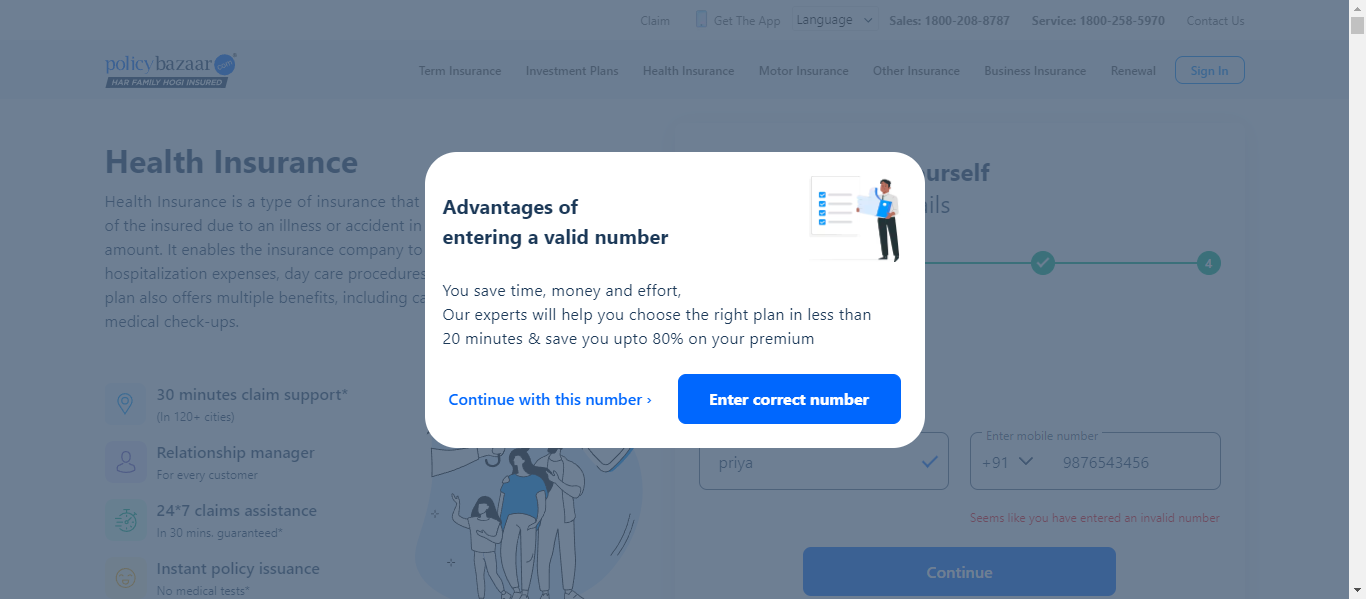 Claim
Get The App
Language
Sales: 1800-208-8787
Service: 1800-258-5970
Contact Us
policybazaar.com
HAR FAMILY HOGI INSURED
Term Insurance
Investment Plans
Health Insurance
Motor Insurance
Other Insurance
Business Insurance
Renewal
Sign In
Health Insurance
Health Insurance is a type of insurance that
of the insured due to an illness or accident in
amount. It enables the insurance company to
hospitalization expenses, day care procedures
plan also offers multiple benefits, including ca
medical check-ups.
30 minutes claim support*
(In 120+ cities)
Relationship manager
For every customer
24*7 claims assistance
In 30 mins. guaranteed*
Instant policy issuance
No medical tests*
Advantages of
entering a valid number
You save time, money and effort,
Our experts will help you choose the right plan in less than
20 minutes & save you upto 80% on your premium
Continue with this number ›
Enter correct number
urself
ils
4
priya
Enter mobile number
+91
9876543456
Seems like you have entered an invalid number
Continue